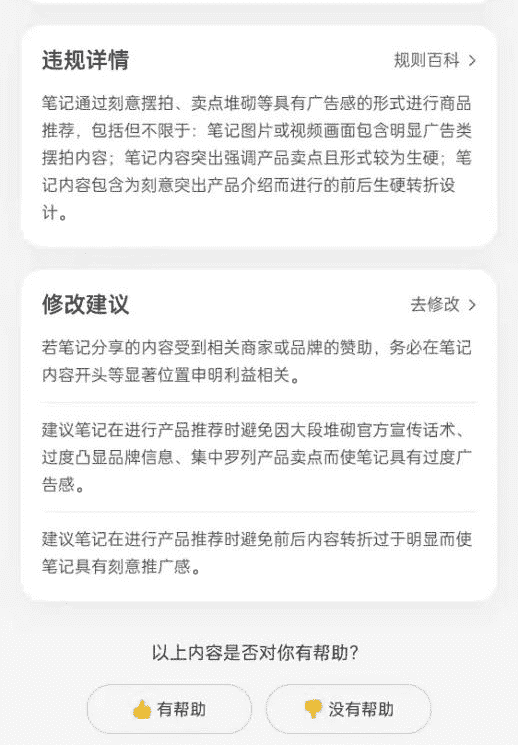 违规详情
规则百科 >
笔记通过刻意摆拍、卖点堆砌等具有广告感的形式进行商品
推荐，包括但不限于：笔记图片或视频画面包含明显广告类
摆拍内容；笔记内容突出强调产品卖点且形式较为生硬；笔
记内容包含为刻意突出产品介绍而进行的前后生硬转折设
计。
修改建议
去修改 >
若笔记分享的内容受到相关商家或品牌的赞助，务必在笔记
内容开头等显著位置申明利益相关。
建议笔记在进行产品推荐时避免因大段堆砌官方宣传话术、
过度凸显品牌信息、集中罗列产品卖点而使笔记具有过度广
告感。
建议笔记在进行产品推荐时避免前后内容转折过于明显而使
笔记具有刻意推广感。
以上内容是否对你有帮助？
👍 有帮助
👎 没有帮助